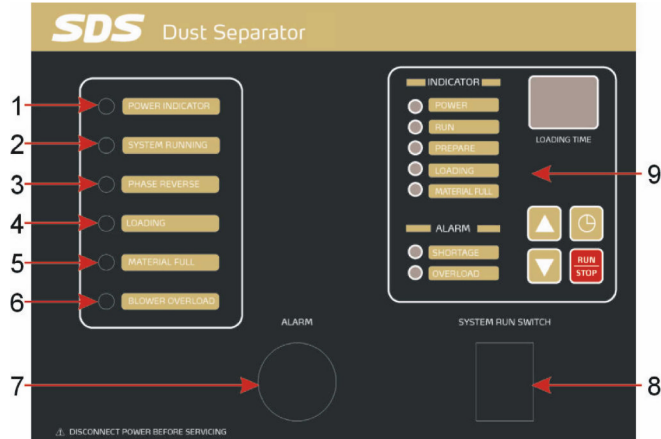 SDS Dust Separator
1 POWER INDICATOR
2 SYSTEM RUNNING
3 PHASE REVERSE
4 LOADING
5 MATERIAL FULL
6 BLOWER OVERLOAD
INDICATOR
POWER
RUN
PREPARE
LOADING
MATERIAL FULL
LOADING TIME
9
ALARM
SHORTAGE
OVERLOAD
RUN
STOP
ALARM
7
SYSTEM RUN SWITCH
8
⚠ DISCONNECT POWER BEFORE SERVICING